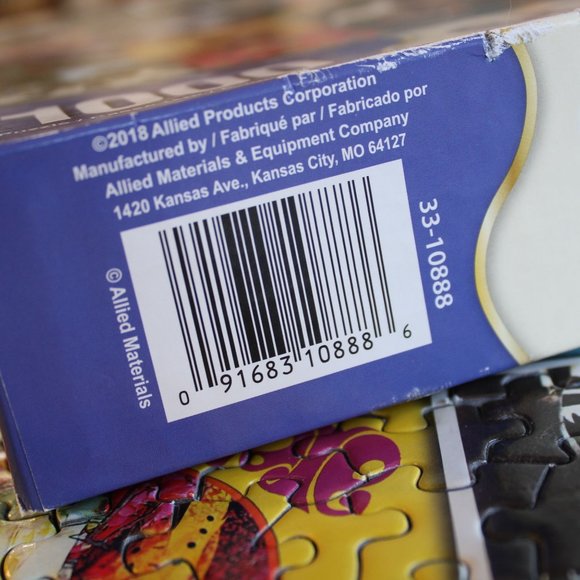 1000
©2018 Allied Products Corporation
Manufactured by / Fabriqué par / Fabricado por
Allied Materials & Equipment Company
1420 Kansas Ave., Kansas City, MO 64127
33-10888
© Allied Materials
0 91683 10888 6